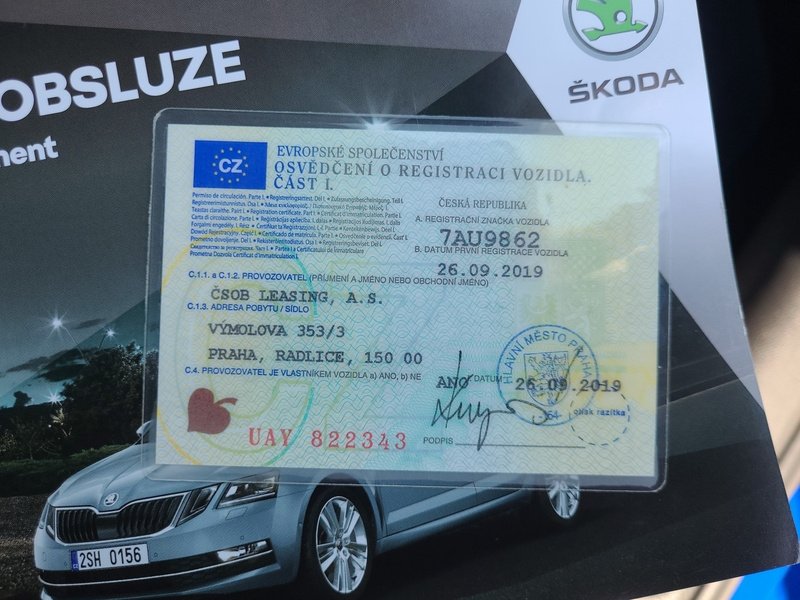 OBSLUZE
ment
ŠKODA
CZ
EVROPSKÉ SPOLEČENSTVÍ
OSVĚDČENÍ O REGISTRACI VOZIDLA.
ČÁST I.
ČESKÁ REPUBLIKA
A. REGISTRAČNÍ ZNAČKA VOZIDLA
7AU9862
B. DATUM PRVNÍ REGISTRACE VOZIDLA
26.09.2019
C.1.1. a C.1.2. PROVOZOVATEL (PŘÍJMENÍ A JMÉNO NEBO OBCHODNÍ JMÉNO)
ČSOB LEASING, A.S.
C.1.3. ADRESA POBYTU / SÍDLO
VÝMOLOVA 353/3
PRAHA, RADLICE, 150 00
C.4. PROVOZOVATEL JE VLASTNÍKEM VOZIDLA a) ANO, b) NE
ANO
DATUM 26.09.2019
HLAVNÍ MĚSTO PRAHA
otisk razítka
UAY 822343
PODPIS
2SH 0156